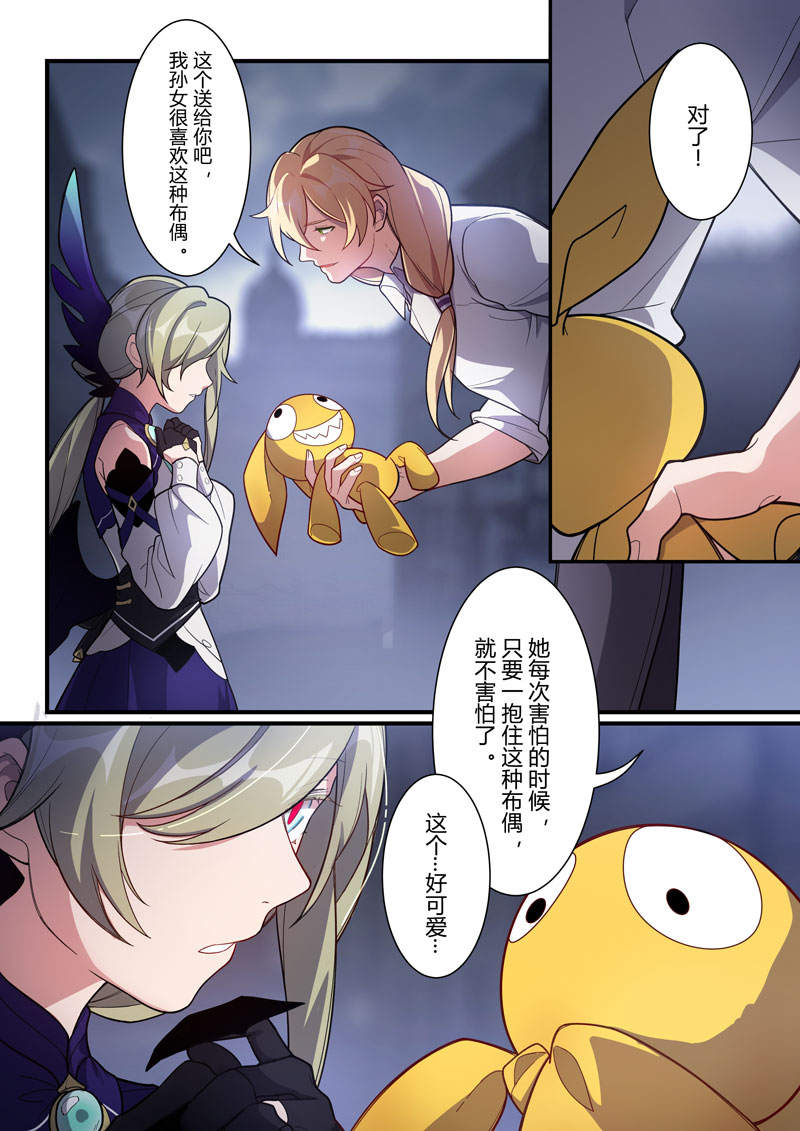 对了！
这个送给你吧，
我孙女很喜欢这种布偶。
她每次害怕的时候，
只要一抱住这种布偶，
就不害怕了。
这个…好可爱…